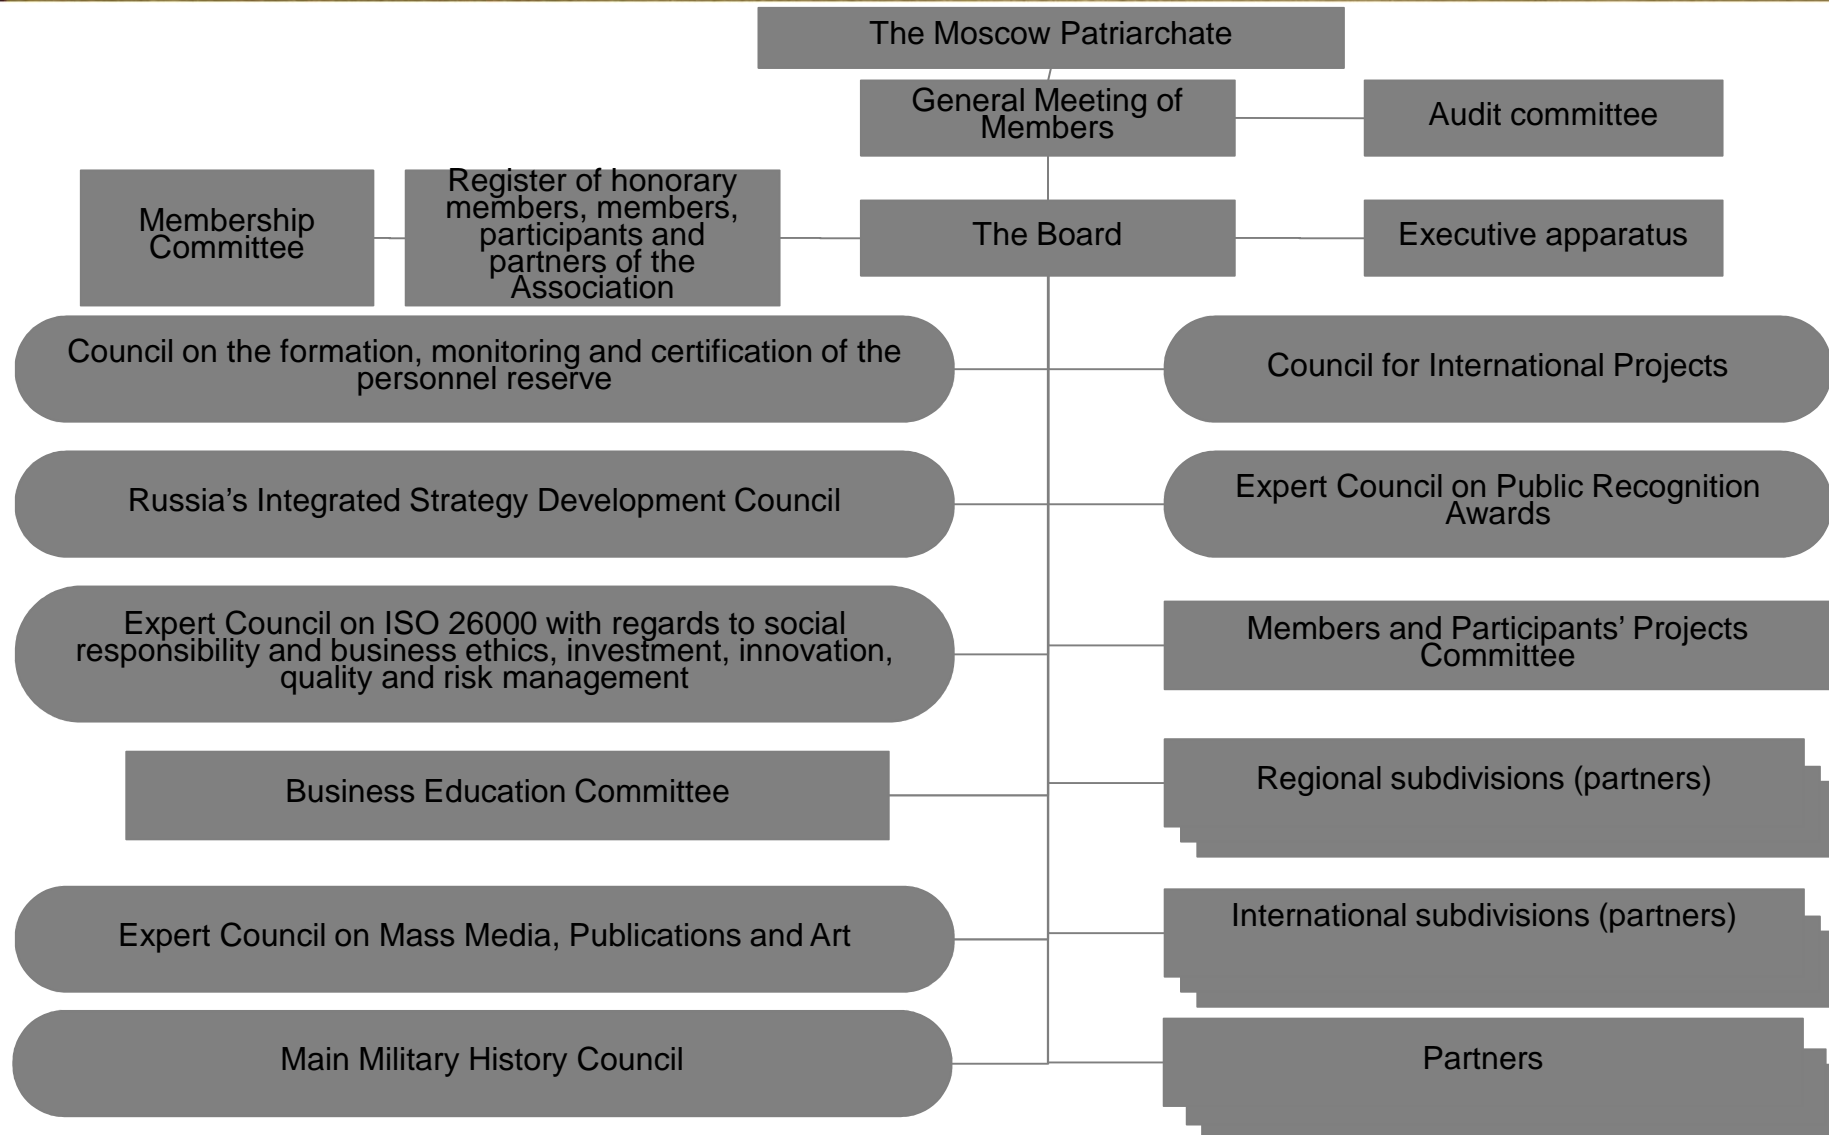 The Moscow Patriarchate
General Meeting of
Members
Audit committee
Membership
Committee
Register of honorary
members, members,
participants and
partners of the
Association
The Board
Executive apparatus
Council on the formation, monitoring and certification of the
personnel reserve
Council for International Projects
Russia’s Integrated Strategy Development Council
Expert Council on Public Recognition
Awards
Expert Council on ISO 26000 with regards to social
responsibility and business ethics, investment, innovation,
quality and risk management
Members and Participants’ Projects
Committee
Business Education Committee
Regional subdivisions (partners)
Expert Council on Mass Media, Publications and Art
International subdivisions (partners)
Main Military History Council
Partners